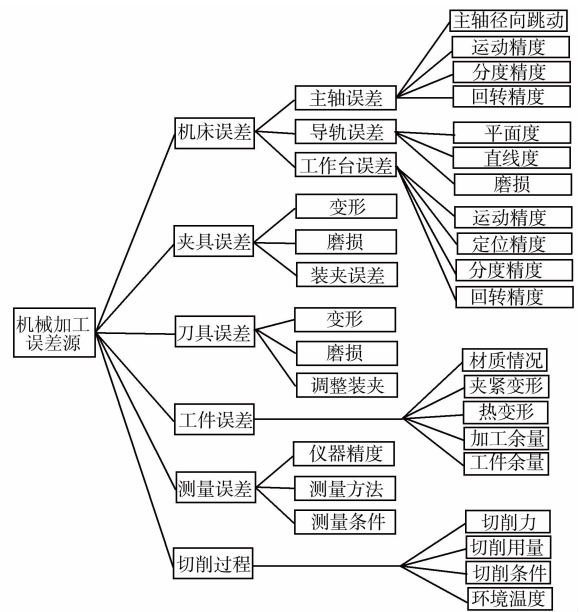 机械加工
误差源
机床误差
主轴误差
主轴径向跳动
运动精度
分度精度
回转精度
导轨误差
平面度
直线度
磨损
工作台误差
运动精度
定位精度
分度精度
回转精度
夹具误差
变形
磨损
装夹误差
刀具误差
变形
磨损
调整装夹
工件误差
材质情况
夹紧变形
热变形
加工余量
工件余量
测量误差
仪器精度
测量方法
测量条件
切削过程
切削力
切削用量
切削条件
环境温度